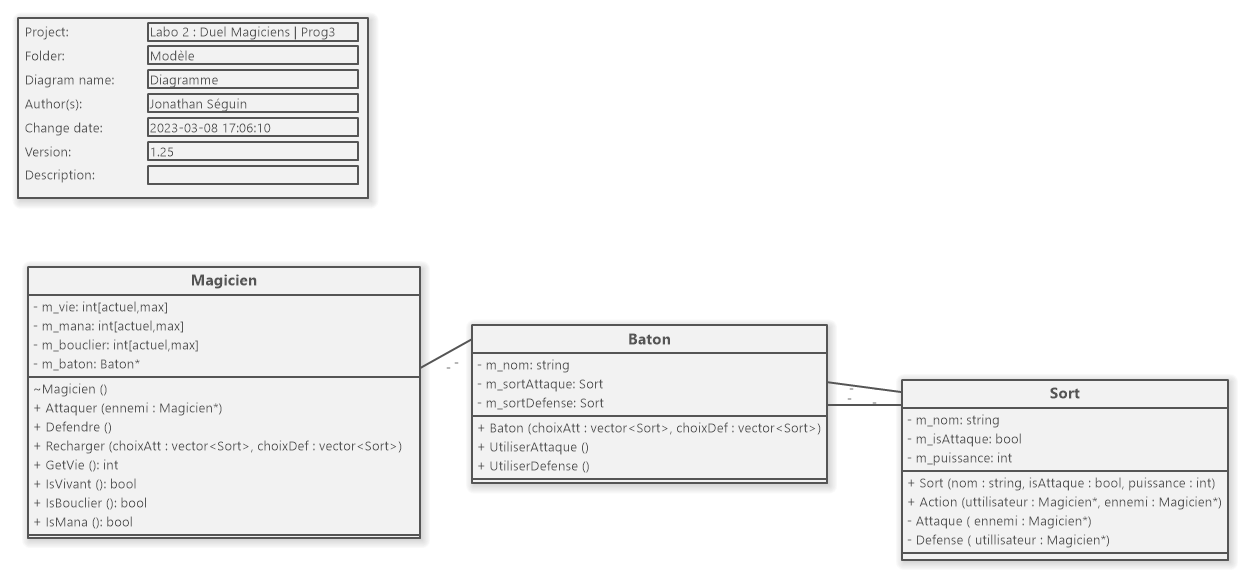 Project: Labo 2 : Duel Magiciens | Prog3
Folder: Modèle
Diagram name: Diagramme
Author(s): Jonathan Séguin
Change date: 2023-03-08 17:06:10
Version: 1.25
Description:
Magicien
- m_vie: int[actuel,max]
- m_mana: int[actuel,max]
- m_bouclier: int[actuel,max]
- m_baton: Baton*
~Magicien ()
+ Attaquer (ennemi : Magicien*)
+ Defendre ()
+ Recharger (choixAtt : vector<Sort>, choixDef : vector<Sort>)
+ GetVie (): int
+ IsVivant (): bool
+ IsBouclier (): bool
+ IsMana (): bool
Baton
- m_nom: string
- m_sortAttaque: Sort
- m_sortDefense: Sort
+ Baton (choixAtt : vector<Sort>, choixDef : vector<Sort>)
+ UtiliserAttaque ()
+ UtiliserDefense ()
Sort
- m_nom: string
- m_isAttaque: bool
- m_puissance: int
+ Sort (nom : string, isAttaque : bool, puissance : int)
+ Action (uttilisateur : Magicien*, ennemi : Magicien*)
- Attaque ( ennemi : Magicien*)
- Defense ( utillisateur : Magicien*)